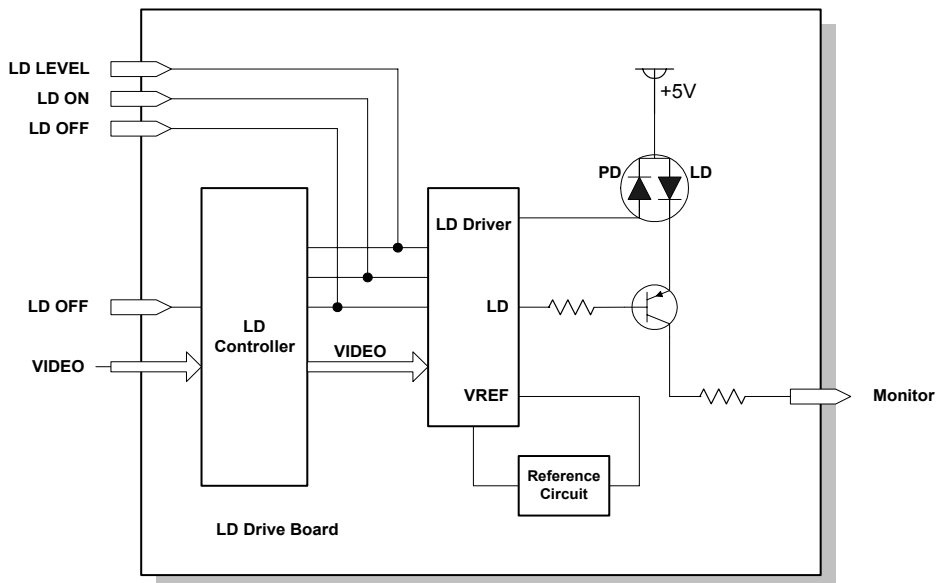 LD LEVEL
LD ON
LD OFF
+5V
PD
LD
LD Driver
LD OFF
LD
Controller
LD
VIDEO
VIDEO
VREF
Monitor
Reference
Circuit
LD Drive Board